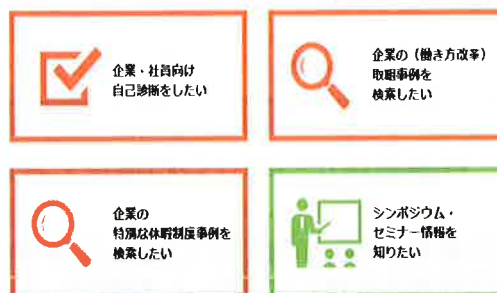 企業・社員向け
自己診断をしたい
企業の（働き方改革）
取組事例を
検索したい
企業の
特別な休暇制度事例を
検索したい
シンポジウム・
セミナー情報を
知りたい